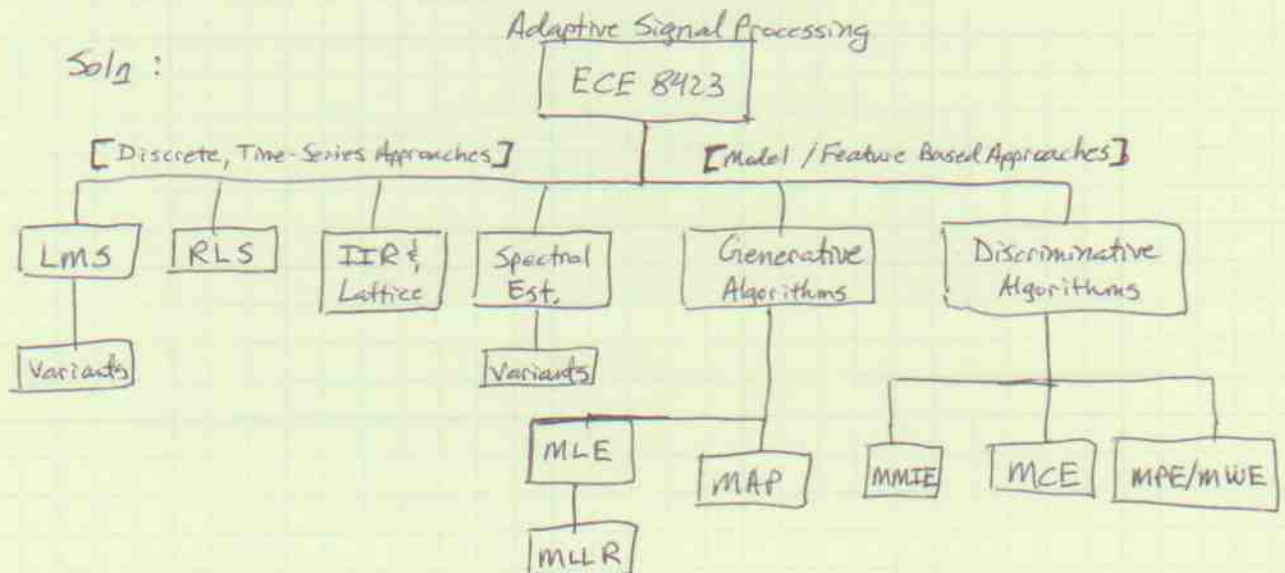 Adaptive Signal Processing
Soln :
ECE 8423
[Discrete, Time-Series Approaches]
[Model / Feature Based Approaches]
LMS
RLS
IIR &
Lattice
Spectral
Est.
Generative
Algorithms
Discriminative
Algorithms
Variants
Variants
MLE
MAP
MMIE
MCE
MPE/MWE
MLLR